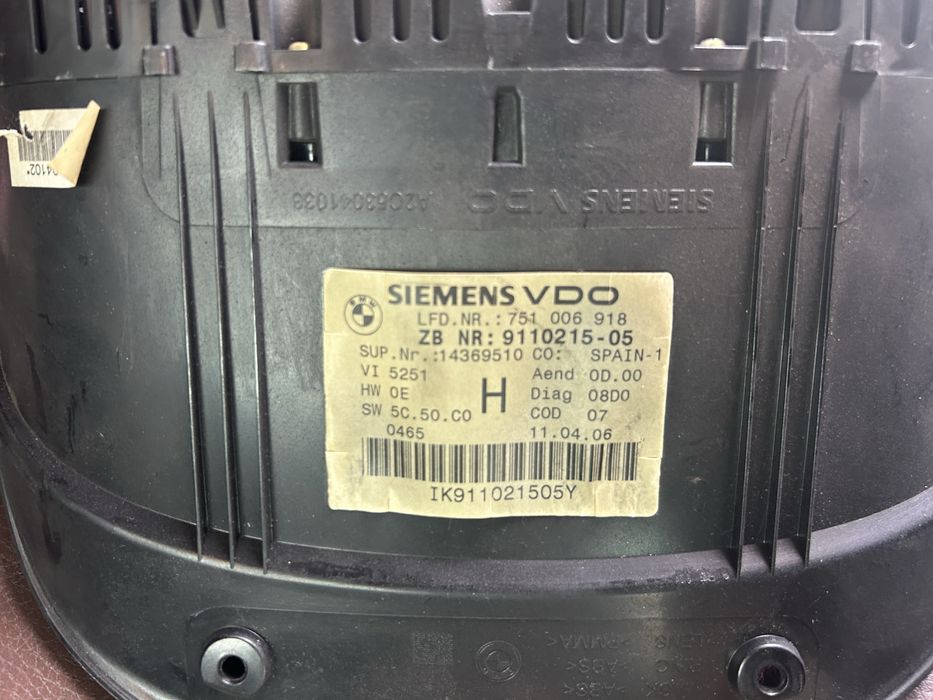 04102
SIEMENS VDO A2C53041038
BMW
SIEMENS VDO
LFD.NR.:751 006 918
ZB NR: 9110215-05
SUP.Nr.:14369510 CO: SPAIN-1
VI 5251 Aend 0D.00
HW 0E H Diag 08D0
SW 5C.50.C0 COD 07
0465 11.04.06
IK911021505Y